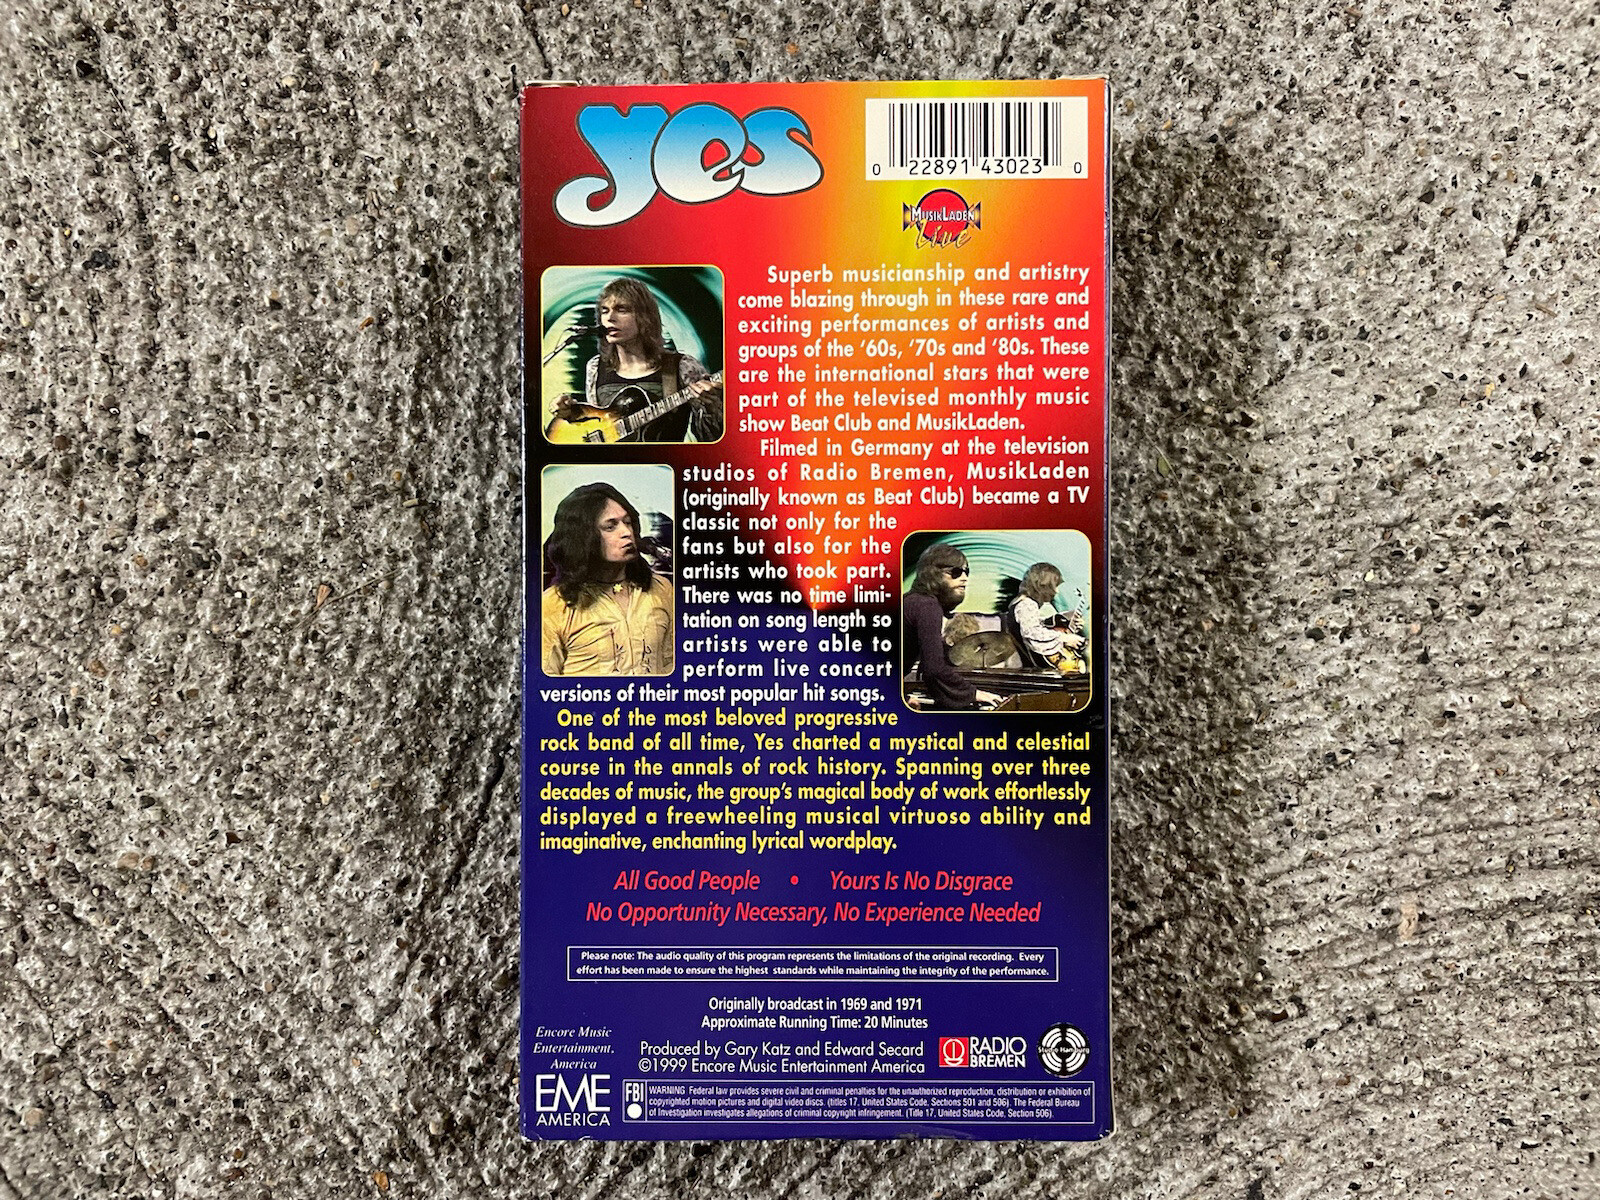 yes
0 22891 43023 0
MUSIKLADEN
Live
Superb musicianship and artistry
come blazing through in these rare and
exciting performances of artists and
groups of the '60s, '70s and '80s. These
are the international stars that were
part of the televised monthly music
show Beat Club and MusikLaden.
Filmed in Germany at the television
studios of Radio Bremen, MusikLaden
(originally known as Beat Club) became a TV
classic not only for the
fans but also for the
artists who took part.
There was no time limi-
tation on song length so
artists were able to
perform live concert
versions of their most popular hit songs.
One of the most beloved progressive
rock band of all time, Yes charted a mystical and celestial
course in the annals of rock history. Spanning over three
decades of music, the group's magical body of work effortlessly
displayed a freewheeling musical virtuoso ability and
imaginative, enchanting lyrical wordplay.
All Good People • Yours Is No Disgrace
No Opportunity Necessary, No Experience Needed
Please note: The audio quality of this program represents the limitations of the original recording. Every
effort has been made to ensure the highest standards while maintaining the integrity of the performance.
Originally broadcast in 1969 and 1971
Approximate Running Time: 20 Minutes
Encore Music
Entertainment,
America
EME
AMERICA
Produced by Gary Katz and Edward Secard
©1999 Encore Music Entertainment America
RADIO
BREMEN
Studio Hamburg
FBI
WARNING Federal law provides severe civil and criminal penalties for the unauthorized reproduction, distribution or exhibition of
copyrighted motion pictures and digital video discs. (titles 17, United States Code, Sections 501 and 506). The Federal Bureau
of Investigation investigates allegations of criminal copyright infringement. (Title 17, United States Code, Section 506).